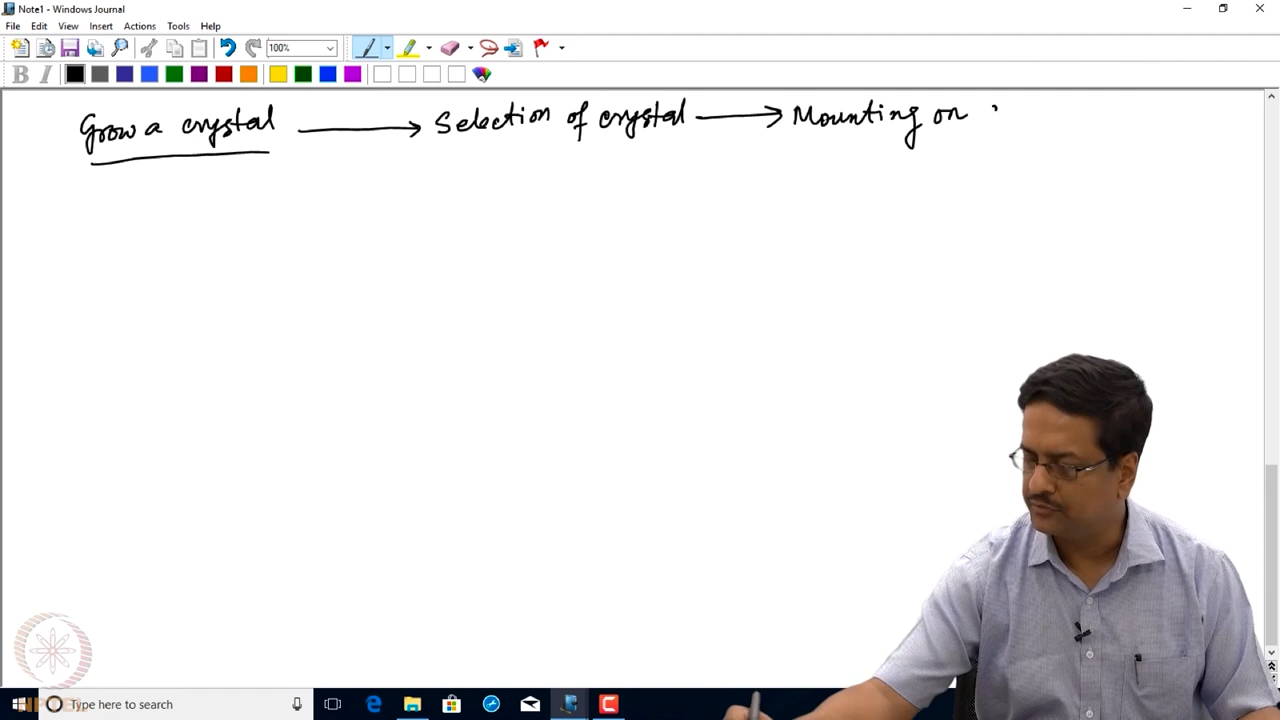 Note1 - Windows Journal
File Edit View Insert Actions Tools Help
100%
B I
Grow a crystal → Selection of crystal → Mounting on
Type here to search